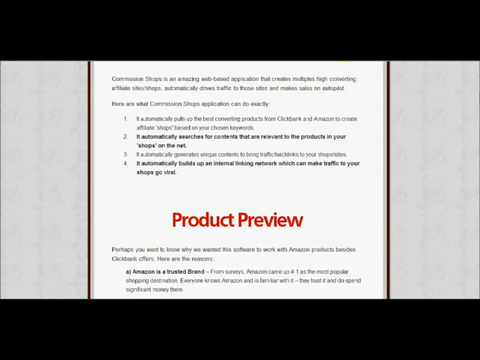 Commission Shops is an amazing web-based application that creates multiples high converting
affiliate sites/shops, automatically drives traffic to those sites and makes sales on autopilot.
Here are what Commission Shops application can do exactly:
1. It automatically pulls up the best converting products from Clickbank and Amazon to create
affiliate 'shops" based on your chosen keywords.
2. It automatically searches for contents that are relevant to the products in your
'shops' on the net.
3. It automatically generates unique contents to bring traffic/backlinks to your shops/sites.
4. It automatically builds up an internal linking network which can make traffic to your
shops go viral.
Product Preview
Perhaps you want to know why we wanted this software to work with Amazon products besides
Clickbank offers. Here are the reasons:
a) Amazon is a trusted Brand – From surveys, Amazon came up # 1 as the most popular
shopping destination. Everyone knows Amazon and is familiar with it – they trust it and do spend
significant money there.